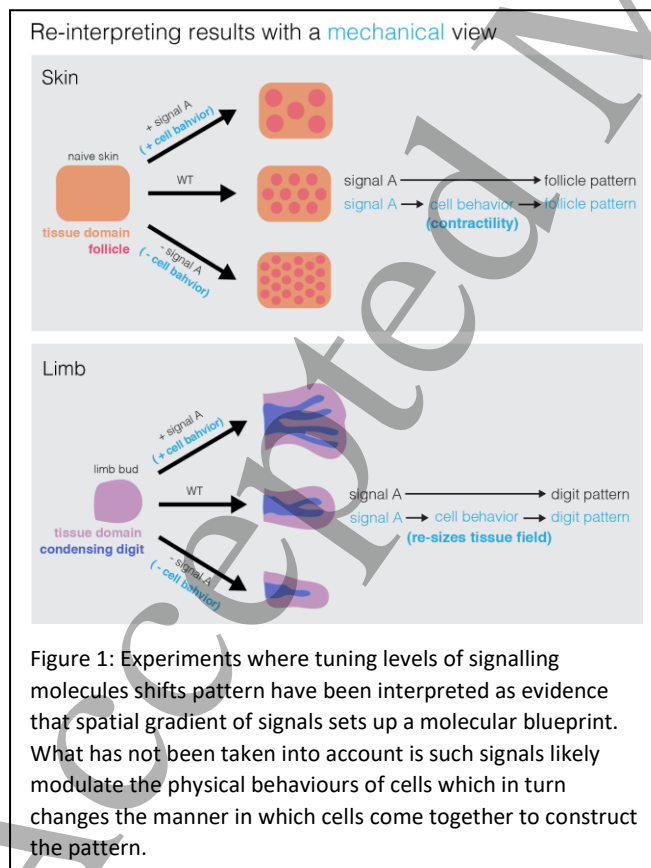 Re-interpreting results with a mechanical view
Skin
+ signal A
(+ cell bahvior)
naive skin
WT
signal A
follicle pattern
signal A
cell behavior
follicle pattern
(contractility)
tissue domain
follicle
- signal A
(- cell bahvior)
Limb
+ signal A
(+ cell bahvior)
limb bud
WT
signal A
digit pattern
signal A
cell behavior
digit pattern
(re-sizes tissue field)
tissue domain
condensing digit
- signal A
(- cell bahvior)
Figure 1: Experiments where tuning levels of signalling
molecules shifts pattern have been interpreted as evidence
that spatial gradient of signals sets up a molecular blueprint.
What has not been taken into account is such signals likely
modulate the physical behaviours of cells which in turn
changes the manner in which cells come together to construct
the pattern.
Accepted M